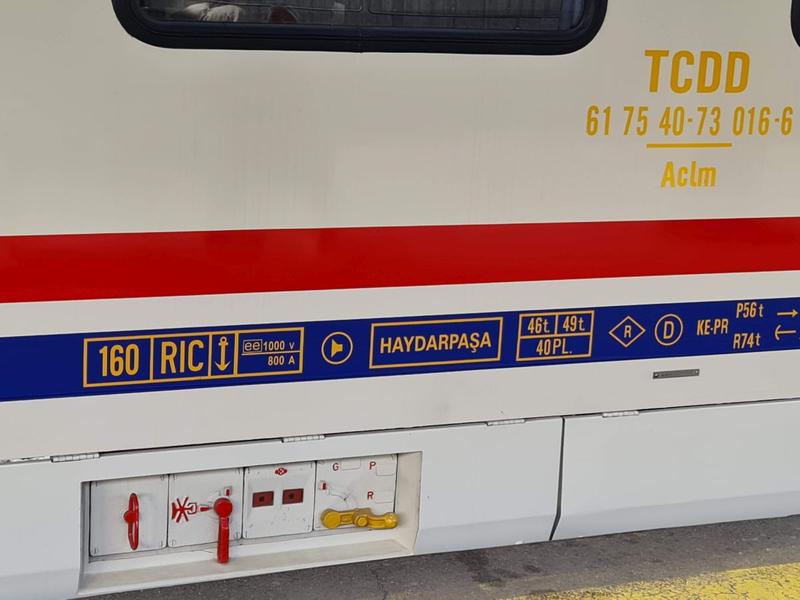 TCDD
61 75 40-73 016-6
Aclm
160 RIC ee 1000 V
800 A
HAYDARPAŞA
46t. 49t.
40PL.
R
D
KE-PR
P56t
R74t
G P
R